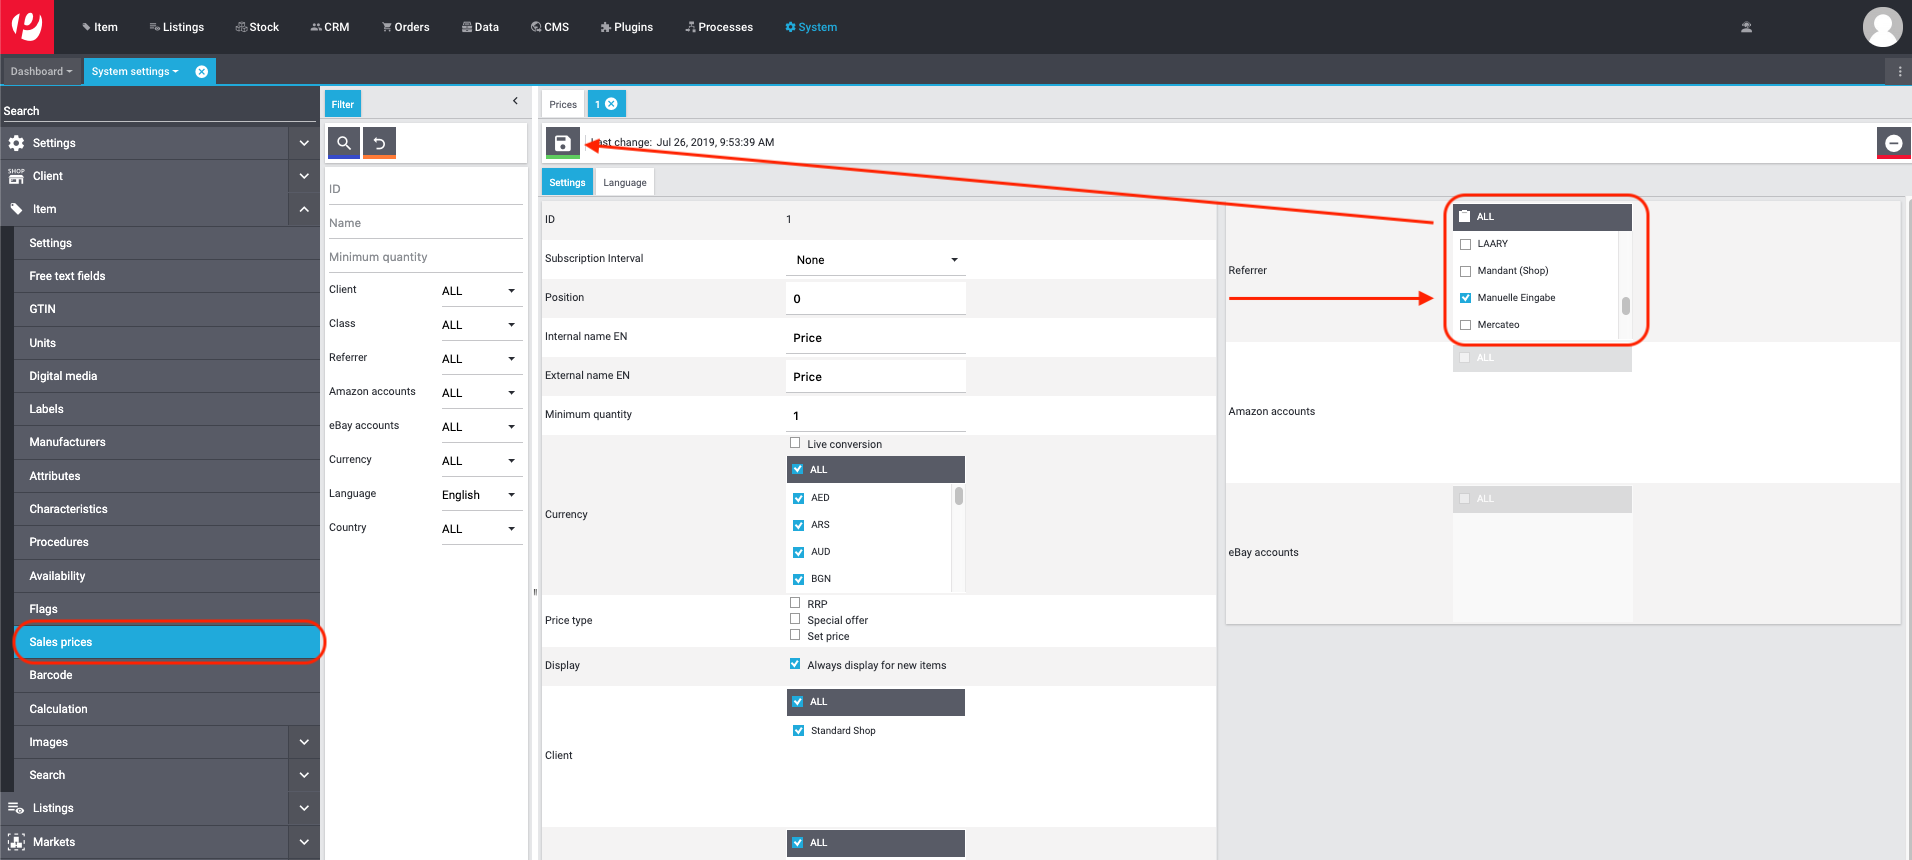 Item
Listings
Stock
CRM
Orders
Data
CMS
Plugins
Processes
System
Dashboard
System settings
Search
Settings
Client
Item
Settings
Free text fields
GTIN
Units
Digital media
Labels
Manufacturers
Attributes
Characteristics
Procedures
Availability
Flags
Sales prices
Barcode
Calculation
Images
Search
Listings
Markets
Filter
ID
Name
Minimum quantity
Client ALL
Class ALL
Referrer ALL
Amazon accounts ALL
eBay accounts ALL
Currency ALL
Language English
Country ALL
Prices
1
Last change: Jul 26, 2019, 9:53:39 AM
Settings
Language
ID 1
Subscription Interval None
Position 0
Internal name EN Price
External name EN Price
Minimum quantity 1
Live conversion
ALL
AED
ARS
Currency
AUD
BGN
RRP
Price type Special offer
Set price
Display Always display for new items
ALL
Standard Shop
Client
ALL
ALL
LAARY
Referrer Mandant (Shop)
Manuelle Eingabe
Mercateo
ALL
Amazon accounts
ALL
eBay accounts